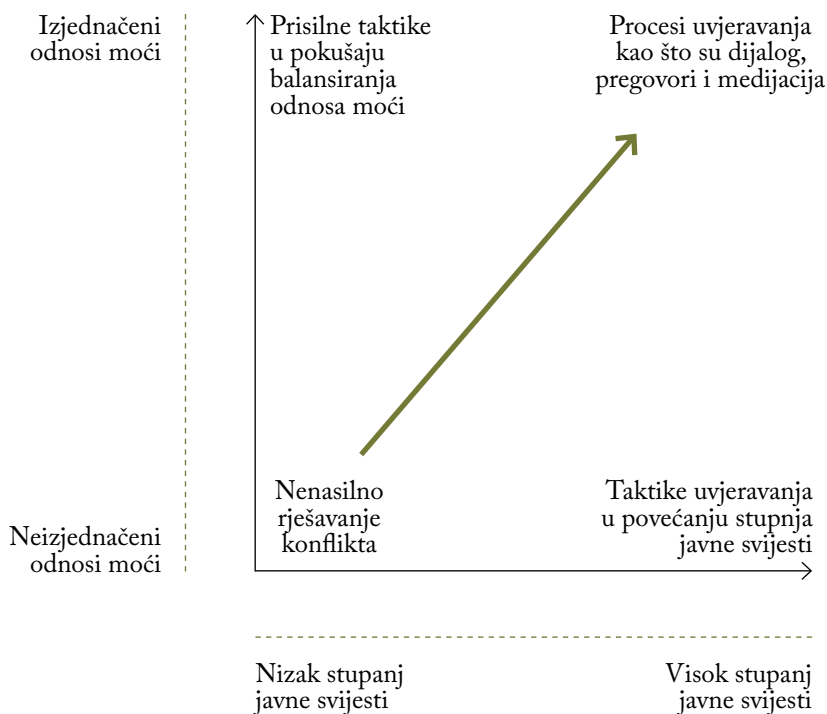 Izjednačeni
odnosi moći
Prisilne taktike
u pokušaju
balansiranja
odnosa moći
Procesi uvjeravanja
kao što su dijalog,
pregovori i medijacija
Neizjednačeni
odnosi moći
Nenasilno
rješavanje
konflikta
Taktike uvjeravanja
u povećanju stupnja
javne svijesti
Nizak stupanj
javne svijesti
Visok stupanj
javne svijesti